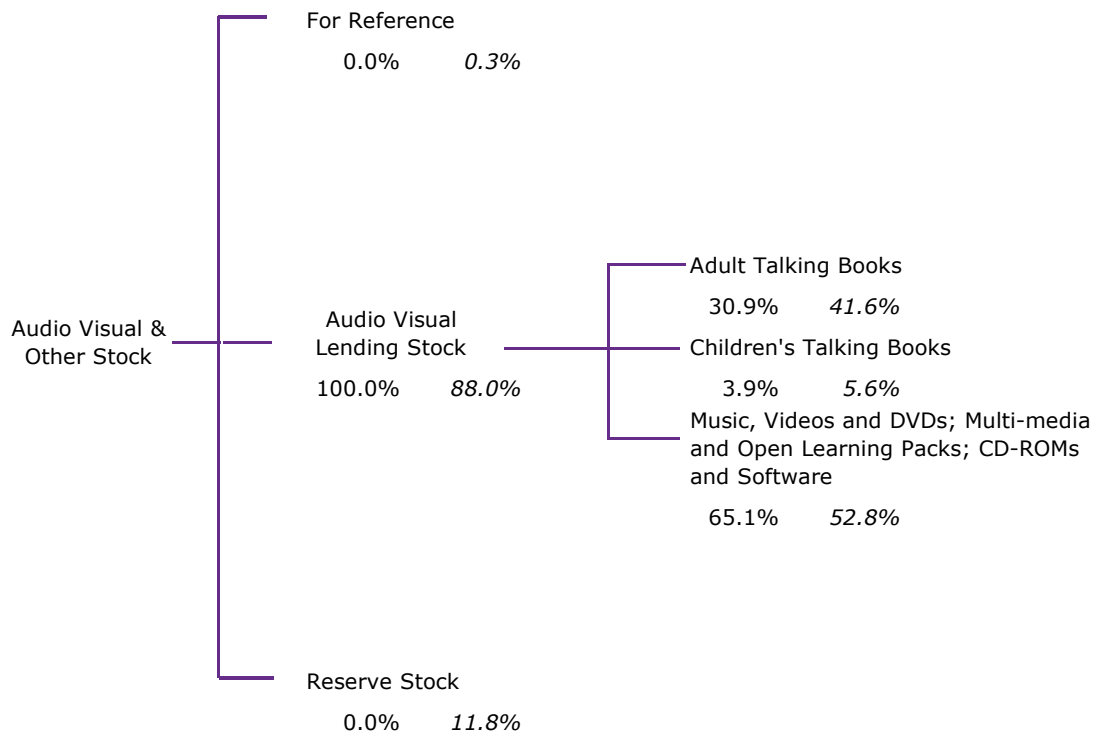 For Reference
0.0% 0.3%
Audio Visual &
Other Stock
Audio Visual
Lending Stock
100.0% 88.0%
Adult Talking Books
30.9% 41.6%
Children's Talking Books
3.9% 5.6%
Music, Videos and DVDs; Multi-media
and Open Learning Packs; CD-ROMs
and Software
65.1% 52.8%
Reserve Stock
0.0% 11.8%